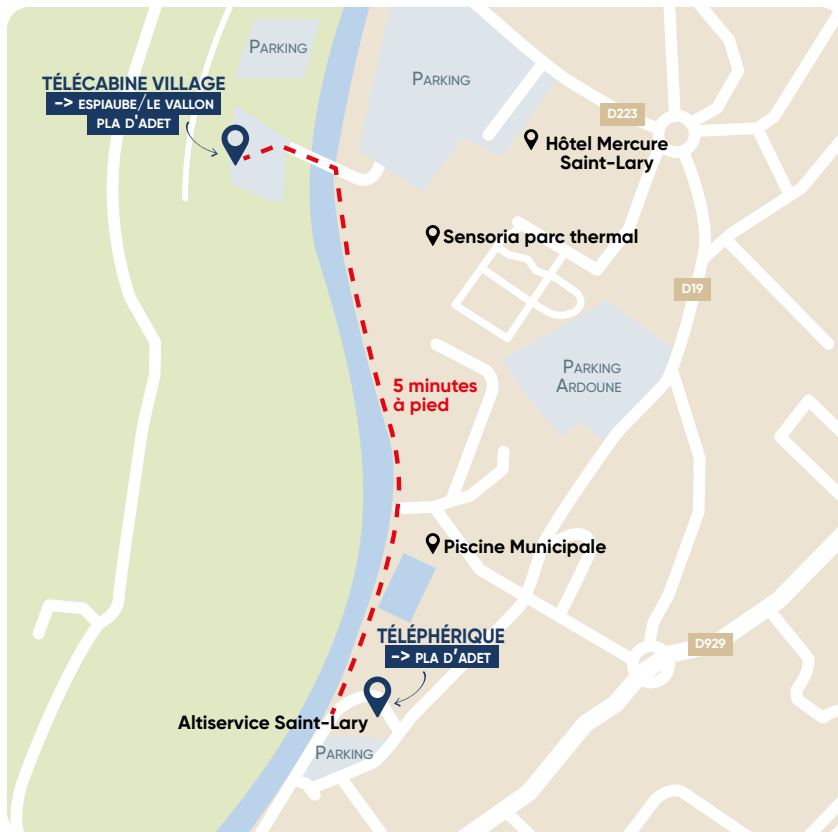 PARKING
PARKING
TÉLÉCABINE VILLAGE
-> ESPIAUBE/LE VALLON
PLA D'ADET
D223
Hôtel Mercure
Saint-Lary
Sensoria parc thermal
D19
PARKING
ARDOUNE
5 minutes
à pied
Piscine Municipale
TÉLÉPHÉRIQUE
-> PLA D'ADET
D929
Altiservice Saint-Lary
PARKING